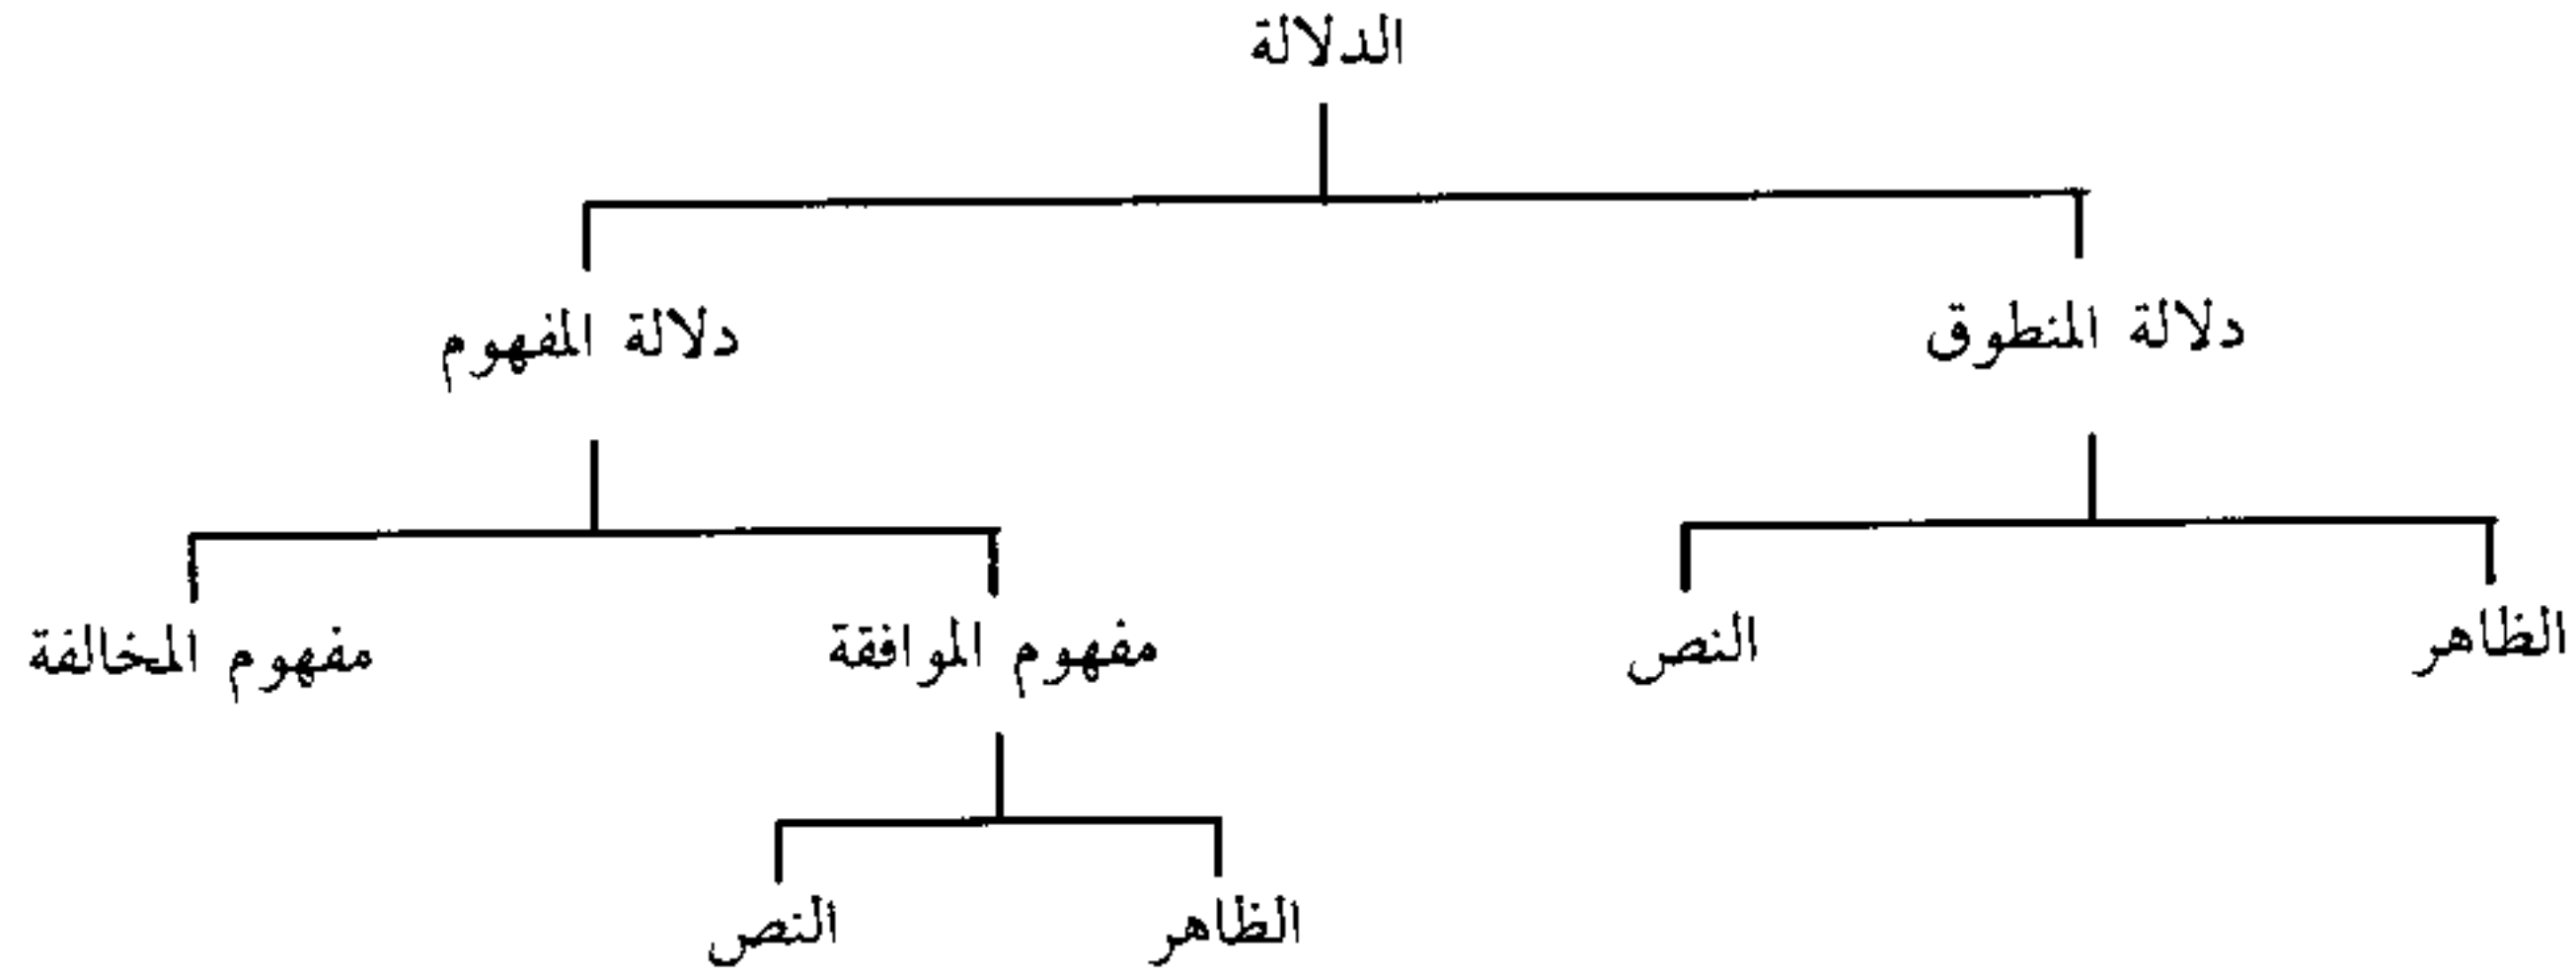 الدلالة
دلالة المنطوق
دلالة المفهوم
الظاهر
النص
مفهوم الموافقة
مفهوم المخالفة
الظاهر
النص